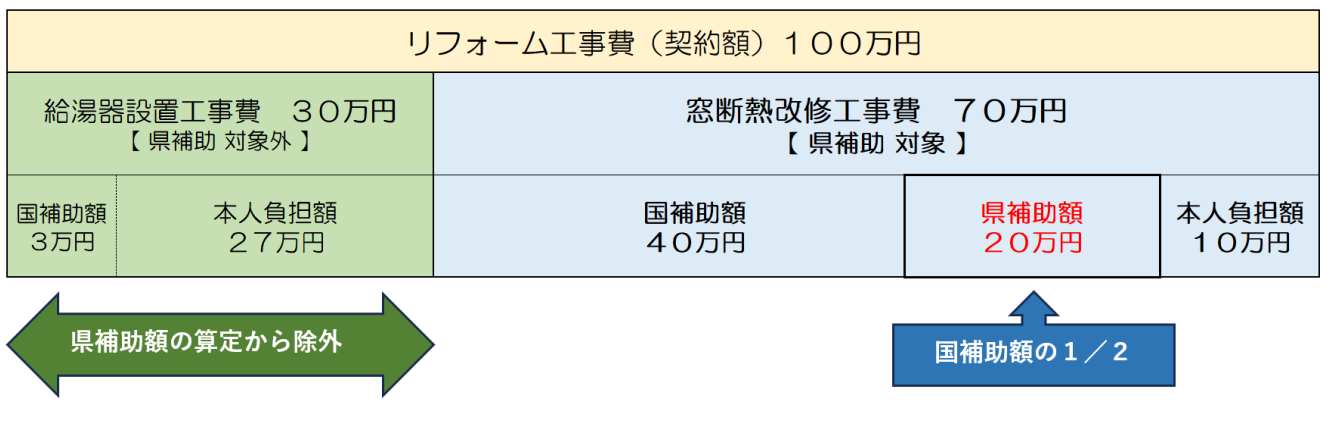 リフォーム工事費（契約額）１００万円
給湯器設置工事費　３０万円
【 県補助 対象外 】
窓断熱改修工事費　７０万円
【 県補助 対象 】
国補助額
３万円
本人負担額
２７万円
国補助額
４０万円
県補助額
２０万円
本人負担額
１０万円
県補助額の算定から除外
国補助額の１／２